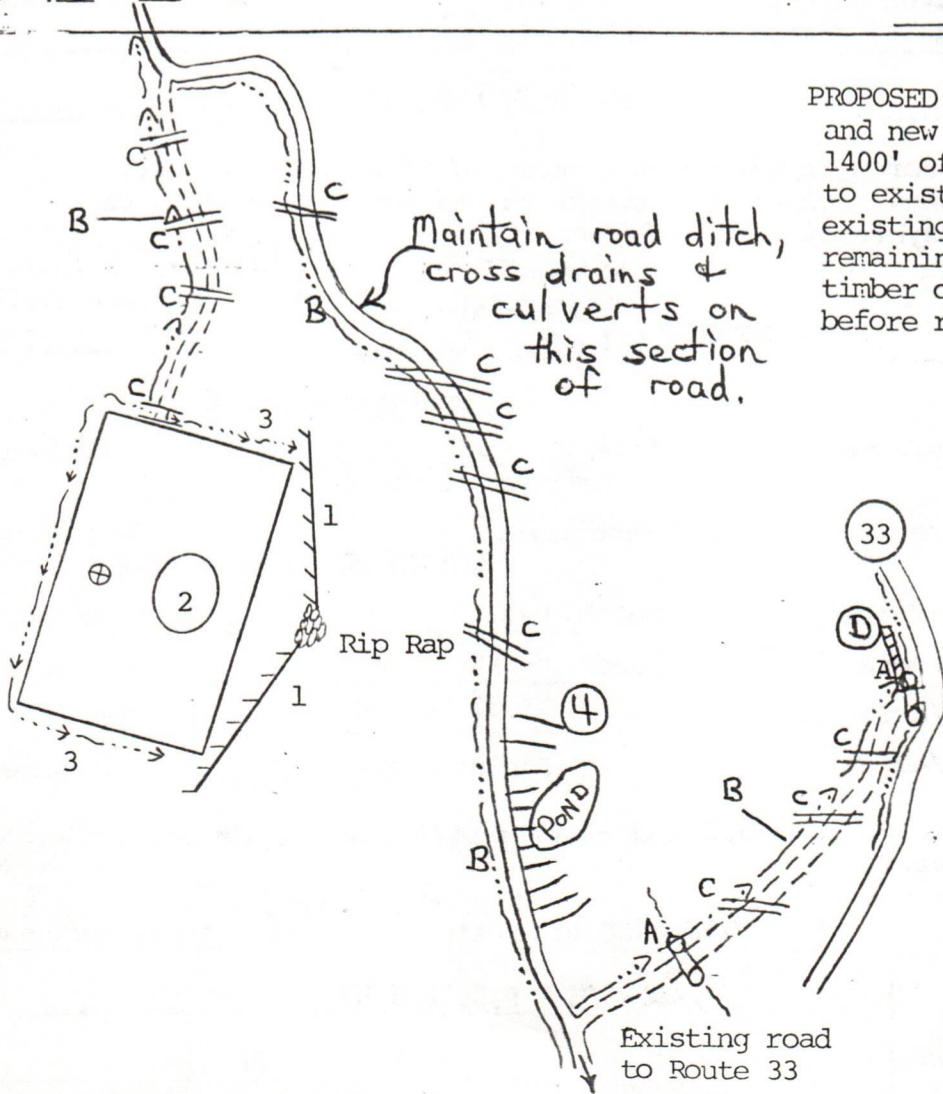 PROPOSED
and new
1400' of
to exist
existing
remainin
timber c
before r
C
B
C
C
C
C
Maintain road ditch,
cross drains &
culverts on
this section
of road.
B
C
C
C
3
1
2
33
Rip Rap
C
D
A
1
4
3
C
POND
B
C
B
C
A
Existing road
to Route 33